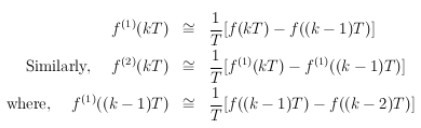 f^{(1)}(kT) ≅ \frac{1}{T}[f(kT) − f((k − 1)T)]
Similarly, f^{(2)}(kT) ≅ \frac{1}{T}[f^{(1)}(kT) − f^{(1)}((k − 1)T)]
where, f^{(1)}((k − 1)T) ≅ \frac{1}{T}[f((k − 1)T) − f((k − 2)T)]